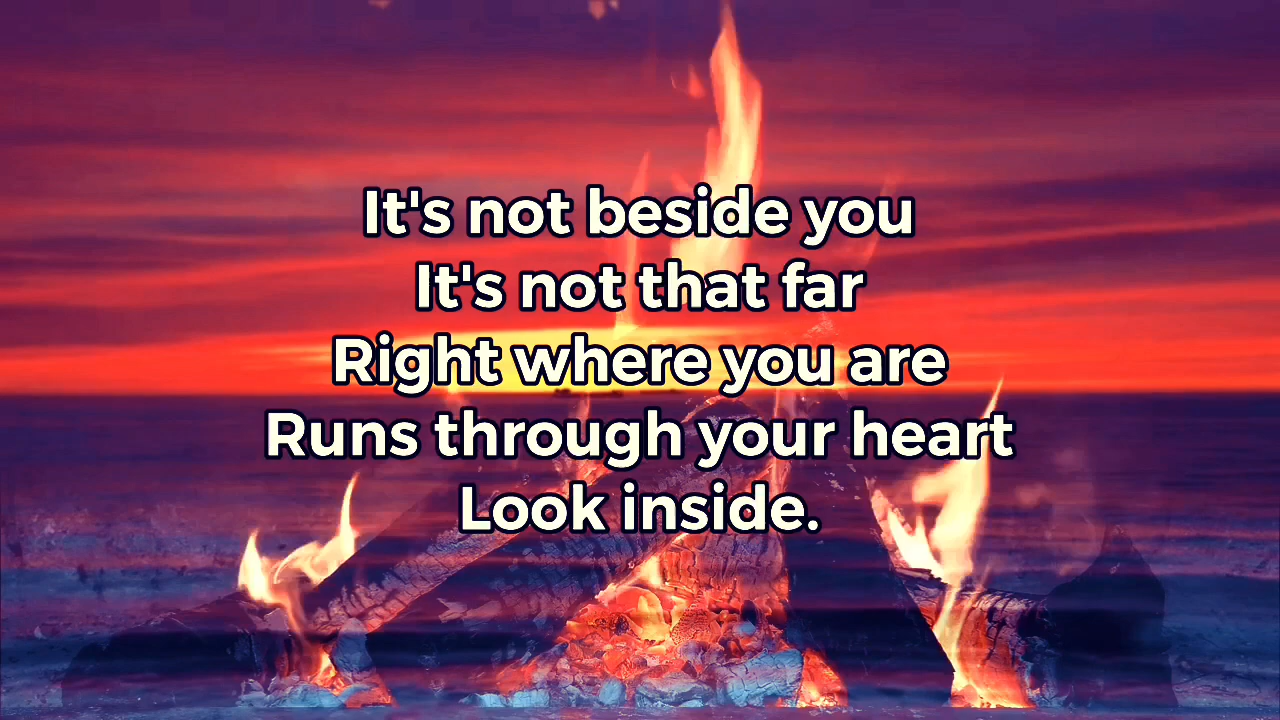 It's not beside you
It's not that far
Right where you are
Runs through your heart
Look inside.